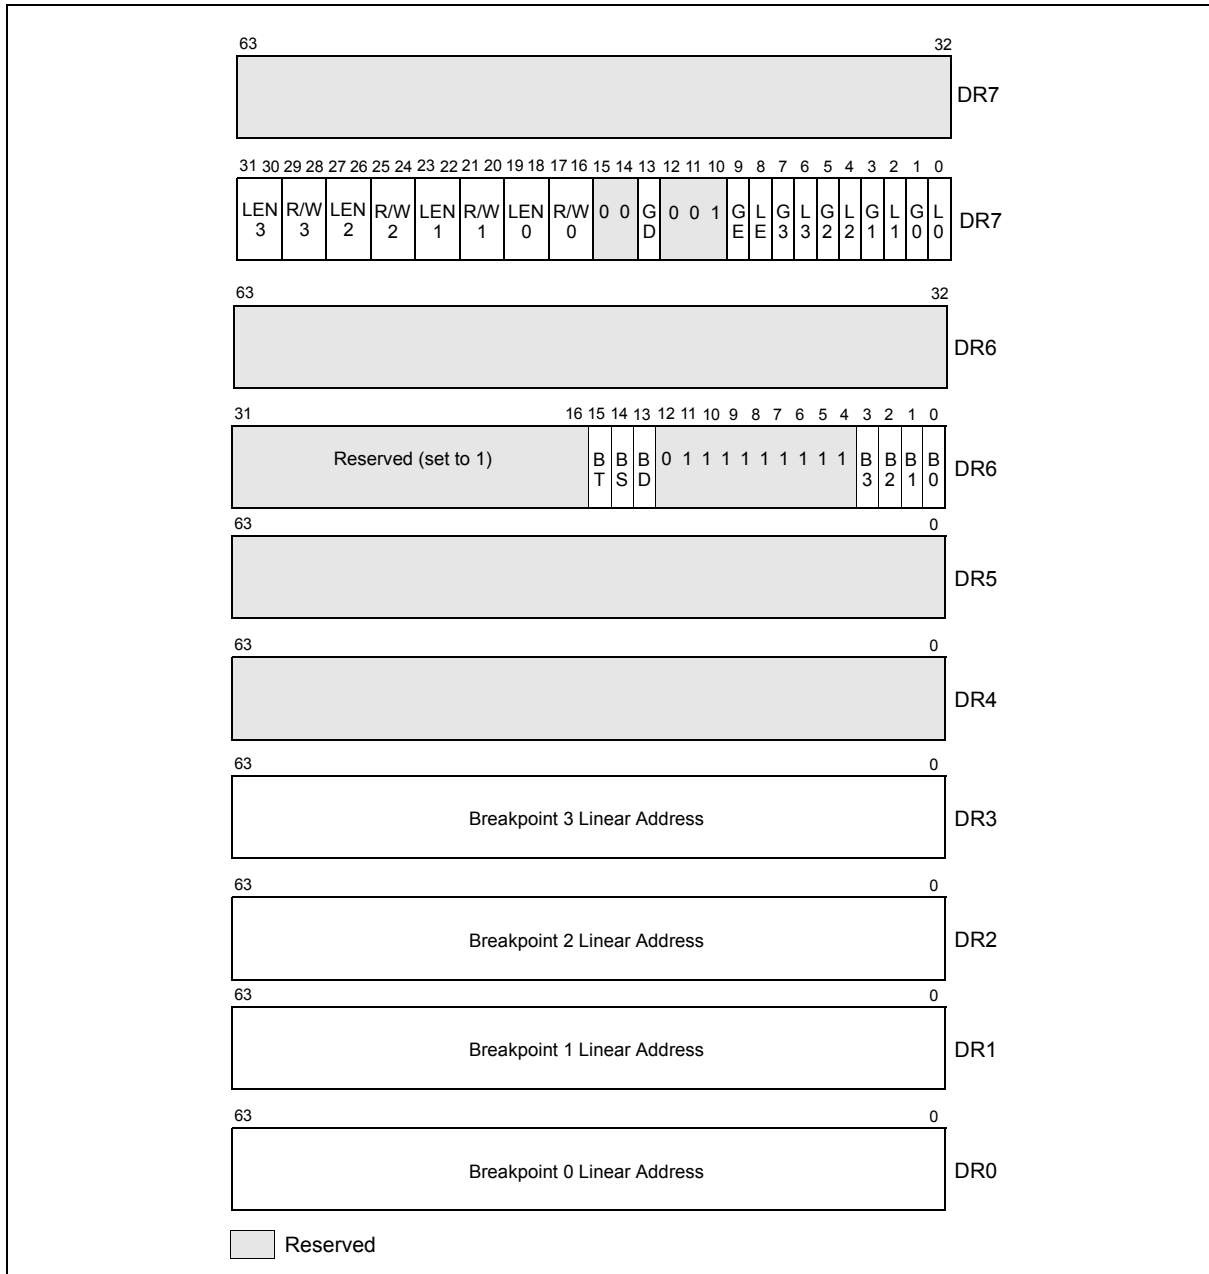 63 32
DR7
31 30 29 28 27 26 25 24 23 22 21 20 19 18 17 16 15 14 13 12 11 10 9 8 7 6 5 4 3 2 1 0
LEN 3 R/W 3 LEN 2 R/W 2 LEN 1 R/W 1 LEN 0 R/W 0 0 0 G D 0 0 1 G E L E G 3 L 3 G 2 L 2 G 1 L 1 G 0 L 0 DR7
63 32
DR6
31 16 15 14 13 12 11 10 9 8 7 6 5 4 3 2 1 0
Reserved (set to 1) B T B S B D 0 1 1 1 1 1 1 1 1 B 3 B 2 B 1 B 0 DR6
63 0
DR5
63 0
DR4
63 0
Breakpoint 3 Linear Address DR3
63 0
Breakpoint 2 Linear Address DR2
63 0
Breakpoint 1 Linear Address DR1
63 0
Breakpoint 0 Linear Address DR0
Reserved